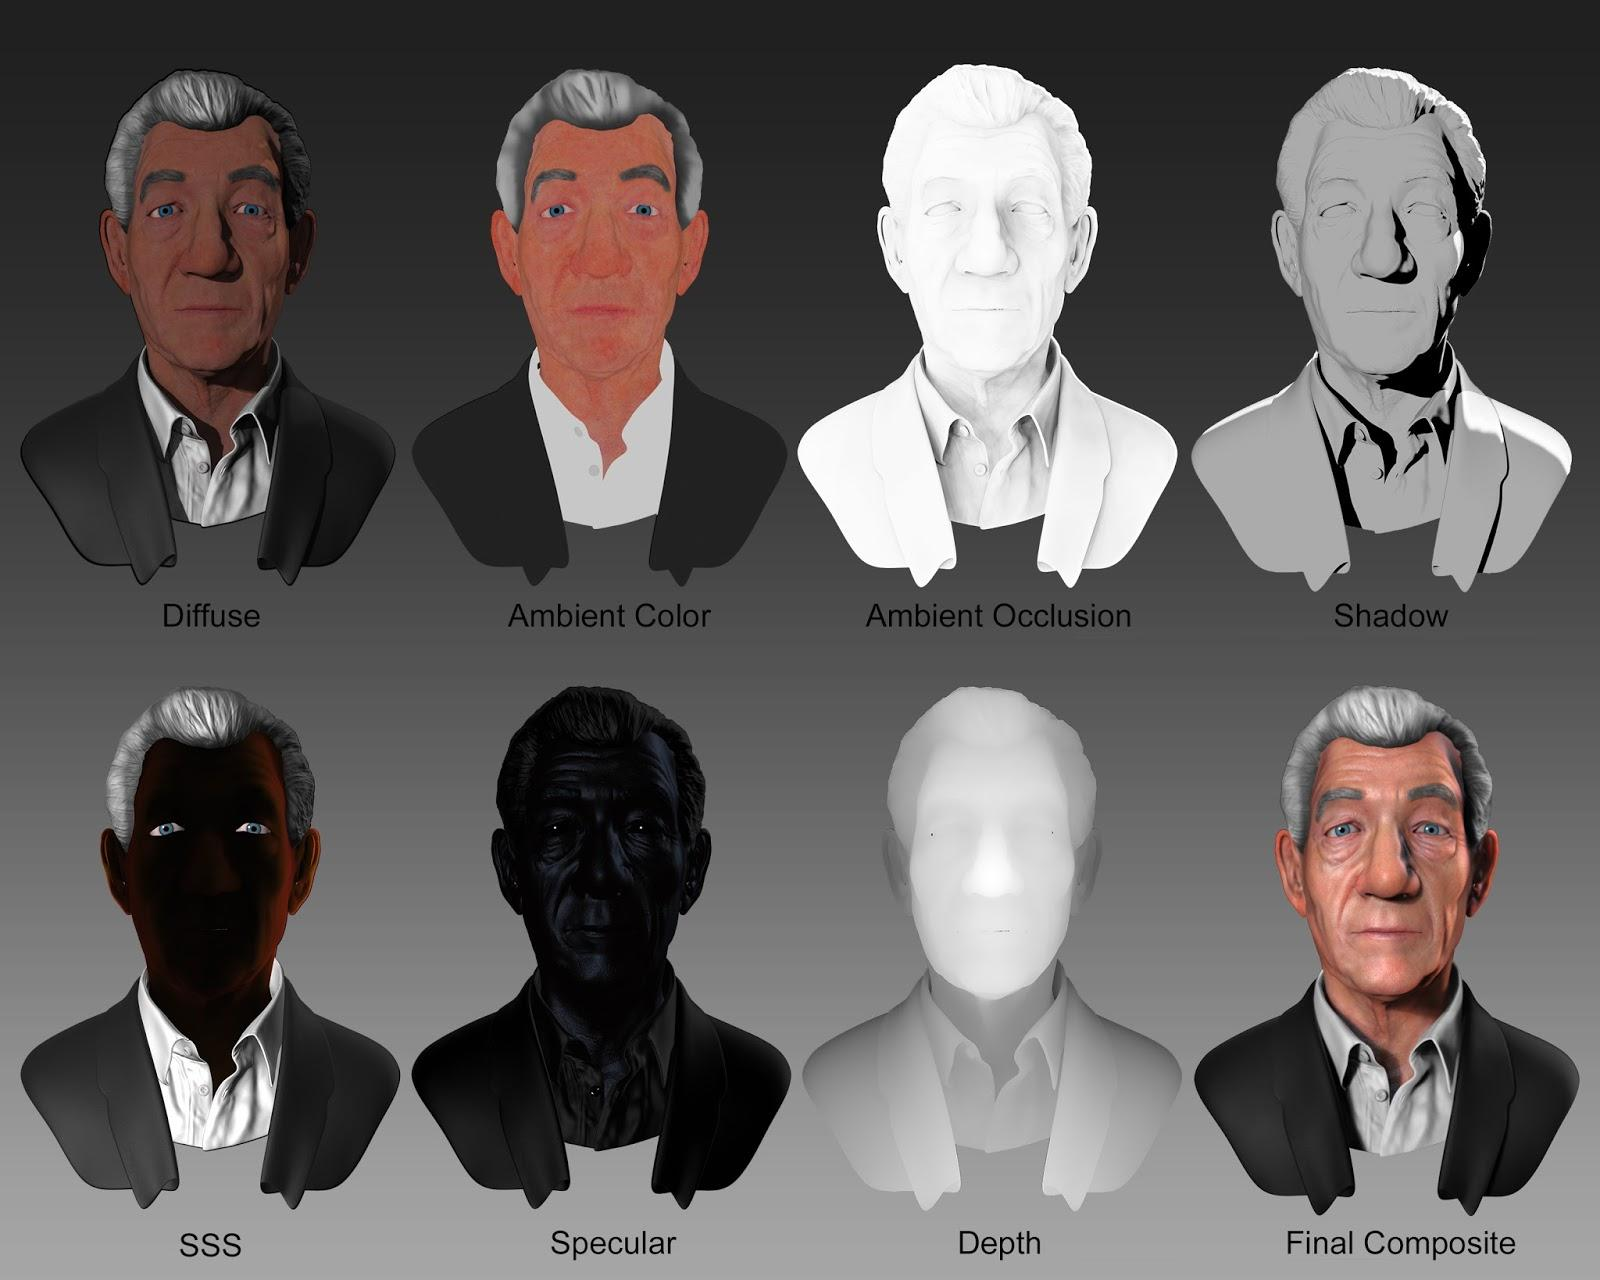 Diffuse
Ambient Color
Ambient Occlusion
Shadow
SSS
Specular
Depth
Final Composite